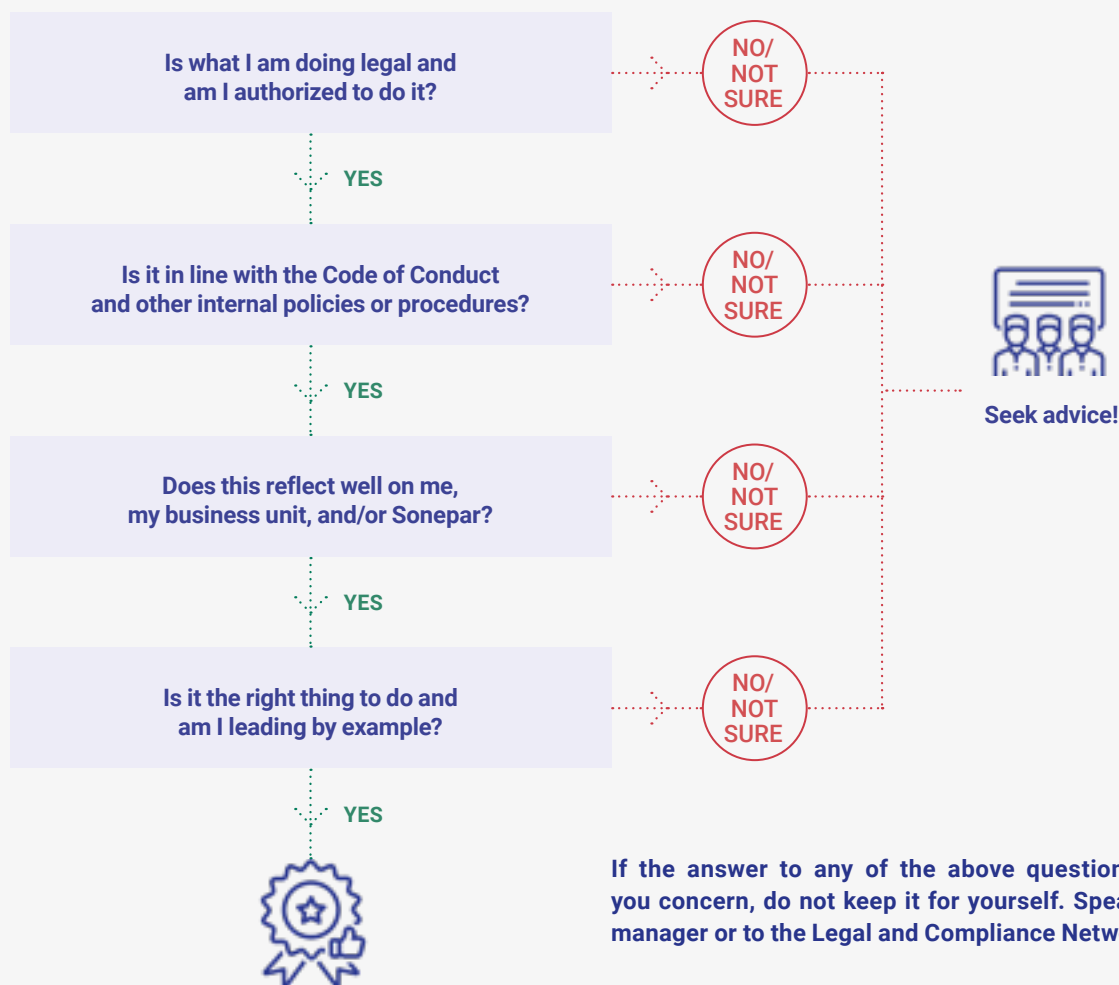 Is what I am doing legal and
am I authorized to do it?
NO/
NOT
SURE
YES
Is it in line with the Code of Conduct
and other internal policies or procedures?
NO/
NOT
SURE
Seek advice!
YES
Does this reflect well on me,
my business unit, and/or Sonepar?
NO/
NOT
SURE
YES
Is it the right thing to do and
am I leading by example?
NO/
NOT
SURE
YES
If the answer to any of the above question
you concern, do not keep it for yourself. Spea
manager or to the Legal and Compliance Netw